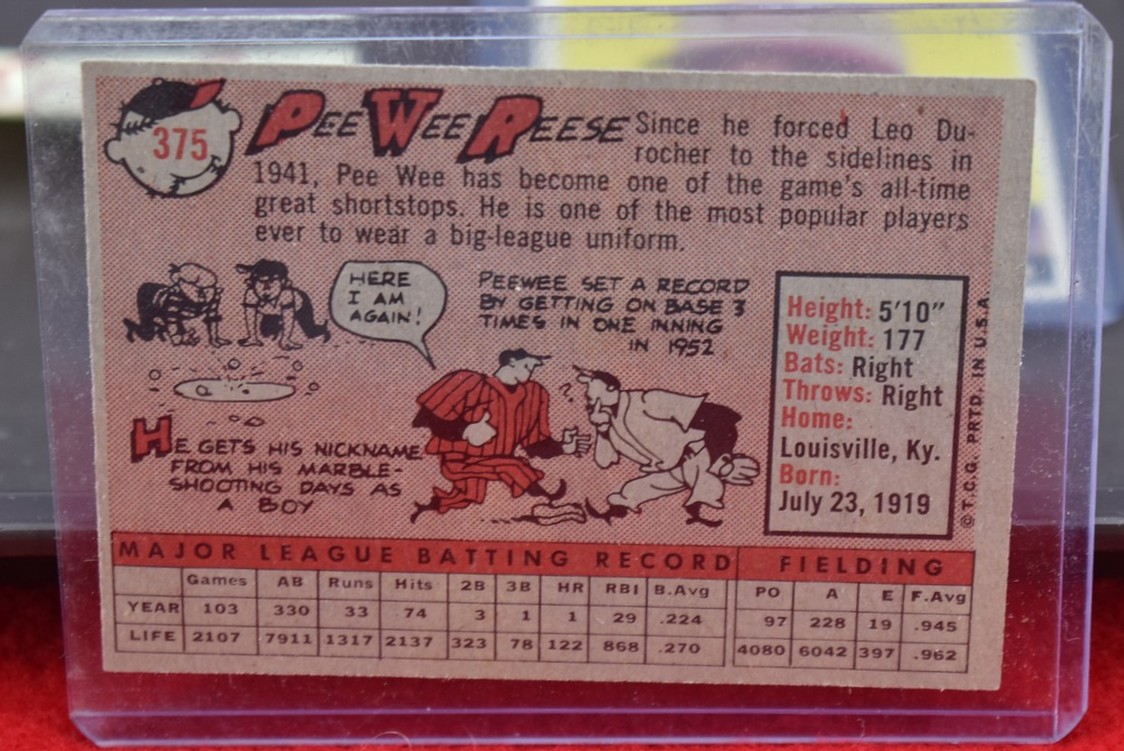 375
PEE WEE REESE Since he forced Leo Du-
rocher to the sidelines in
1941, Pee Wee has become one of the game's all-time
great shortstops. He is one of the most popular players
ever to wear a big-league uniform.
HERE
I AM
AGAIN!
PEEWEE SET A RECORD
BY GETTING ON BASE 3
TIMES IN ONE INNING
IN 1952
?
HE GETS HIS NICKNAME
FROM HIS MARBLE-
SHOOTING DAYS AS
A BOY
Height: 5'10"
Weight: 177
Bats: Right
Throws: Right
Home:
Louisville, Ky.
Born:
July 23, 1919
© T.C.G. PRTD. IN U.S.A.
MAJOR LEAGUE BATTING RECORD FIELDING
Games AB Runs Hits 2B 3B HR RBI B.Avg PO A E F.Avg
YEAR 103 330 33 74 3 1 1 29 .224 97 228 19 .945
LIFE 2107 7911 1317 2137 323 78 122 868 .270 4080 6042 397 .962